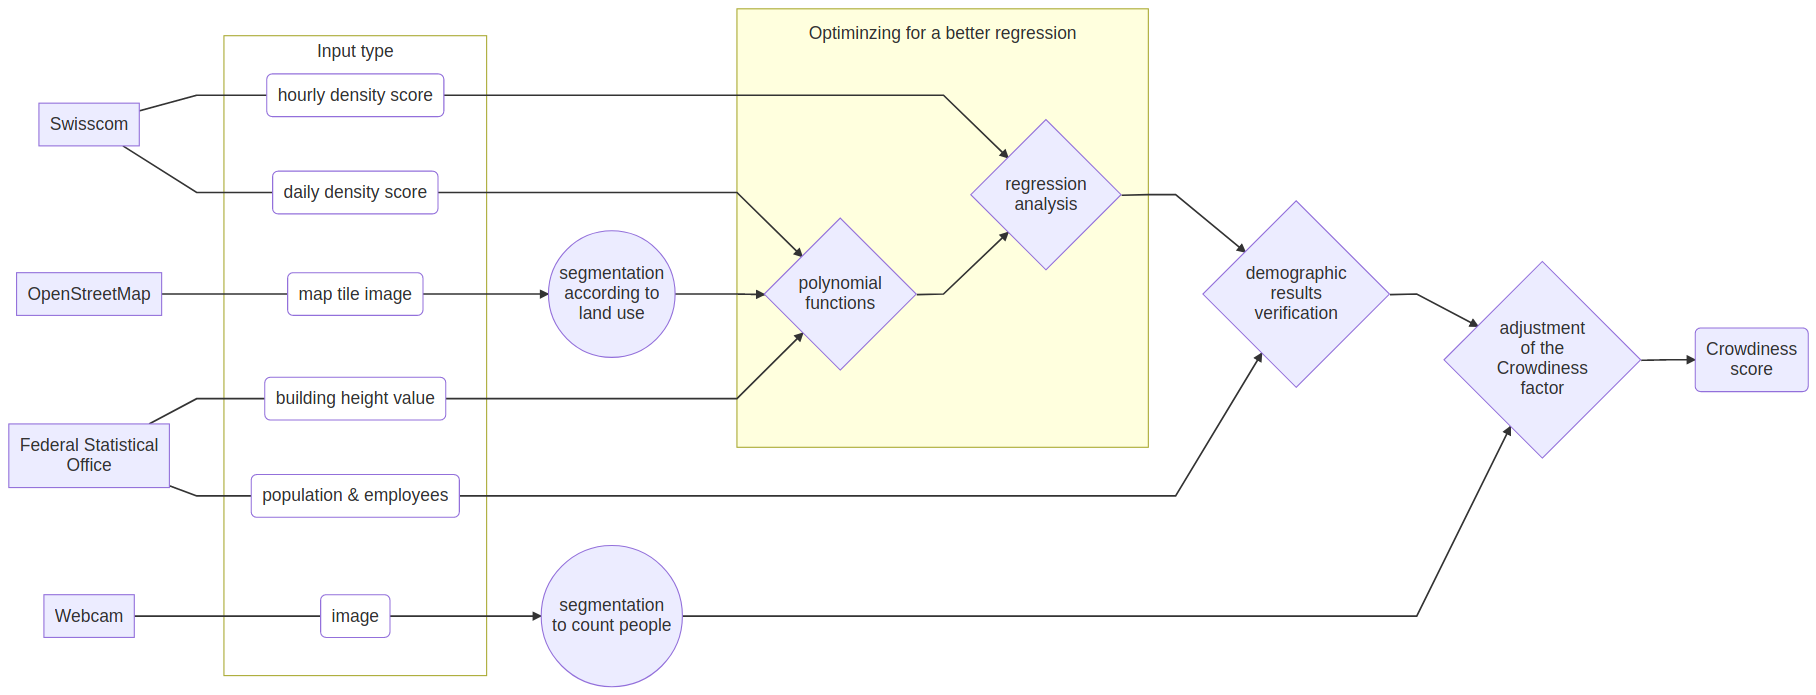 Optiminzing for a better regression
Input type
hourly density score
Swisscom
daily density score
regression
analysis
segmentation
according to
land use
OpenStreetMap
map tile image
polynomial
functions
demographic
results
verification
adjustment
of the
Crowdiness
factor
Crowdiness
score
building height value
Federal Statistical
Office
population & employees
Webcam
image
segmentation
to count people